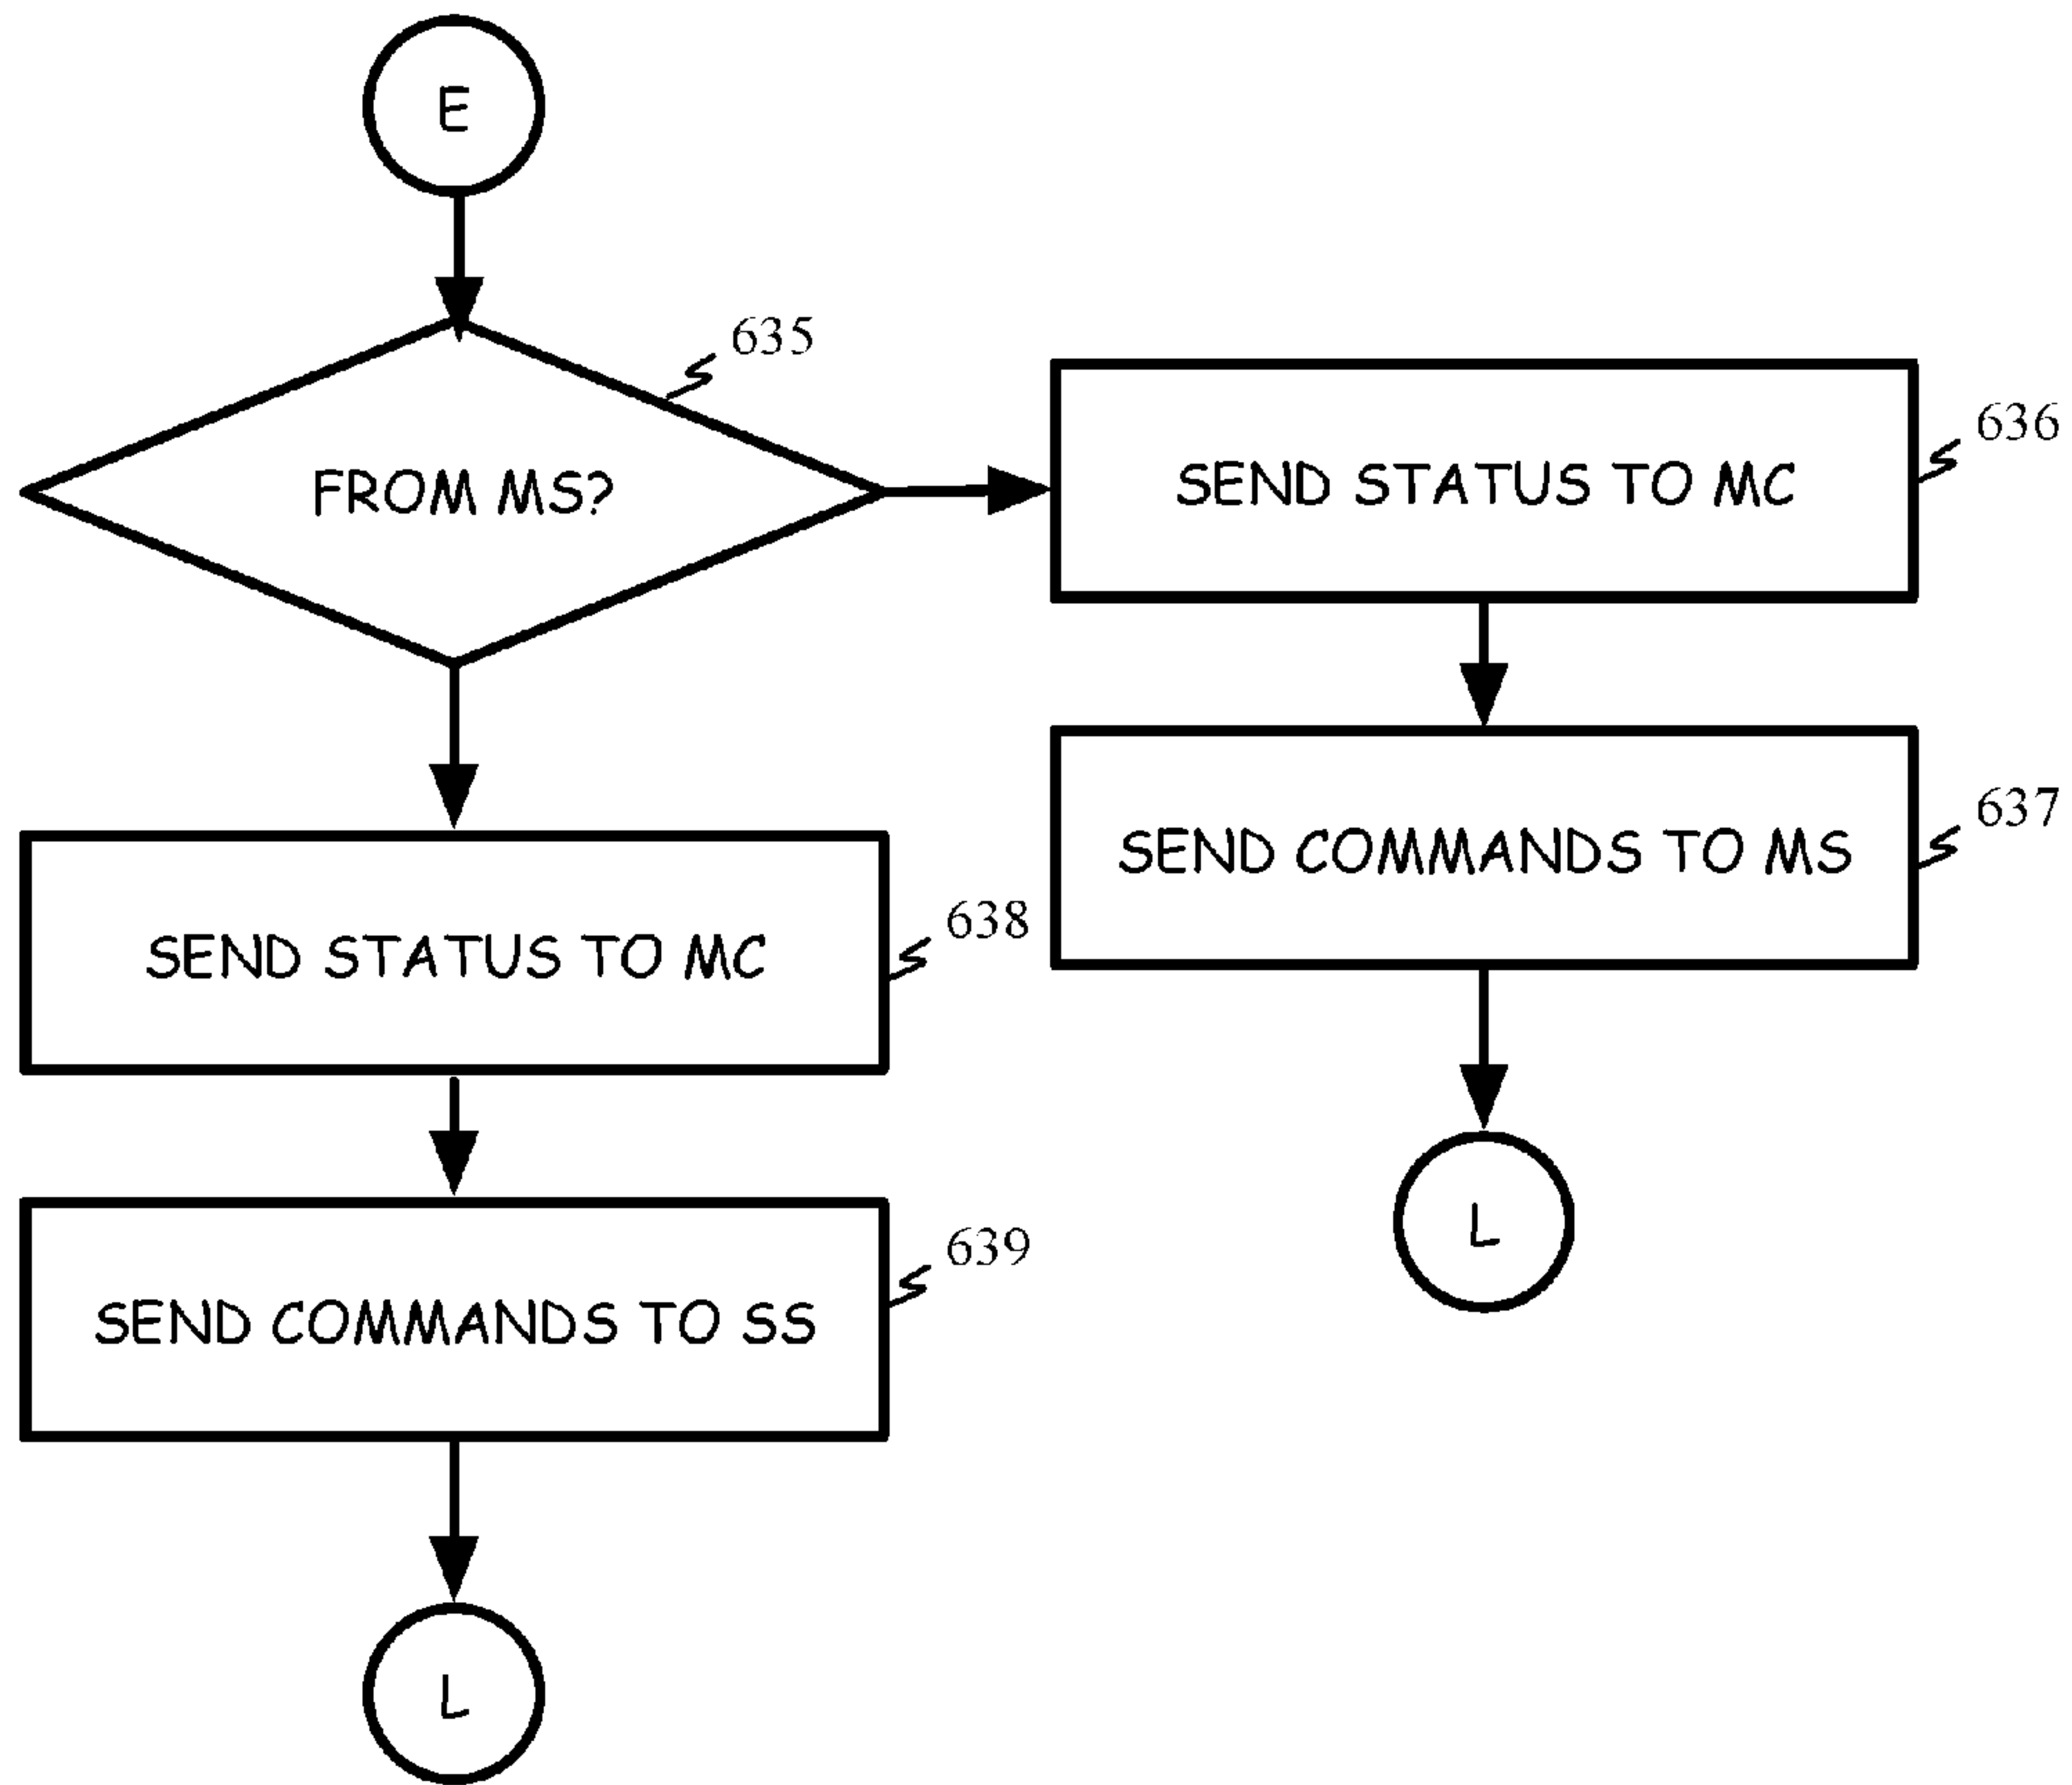 E
635
FROM MS?
SEND STATUS TO MC
636
SEND COMMANDS TO MS
637
L
SEND STATUS TO MC
638
SEND COMMANDS TO SS
639
L